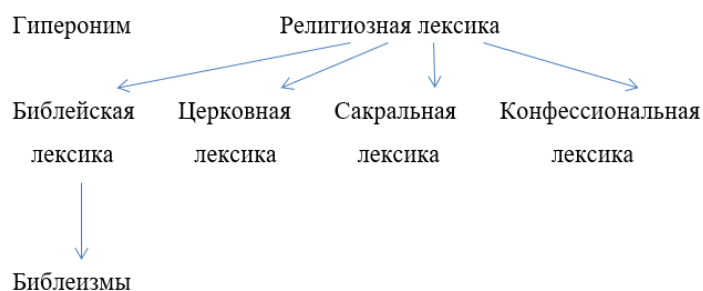 Гипероним Религиозная лексика
Библейская Церковная Сакральная Конфессиональная
лексика лексика лексика лексика
Библеизмы